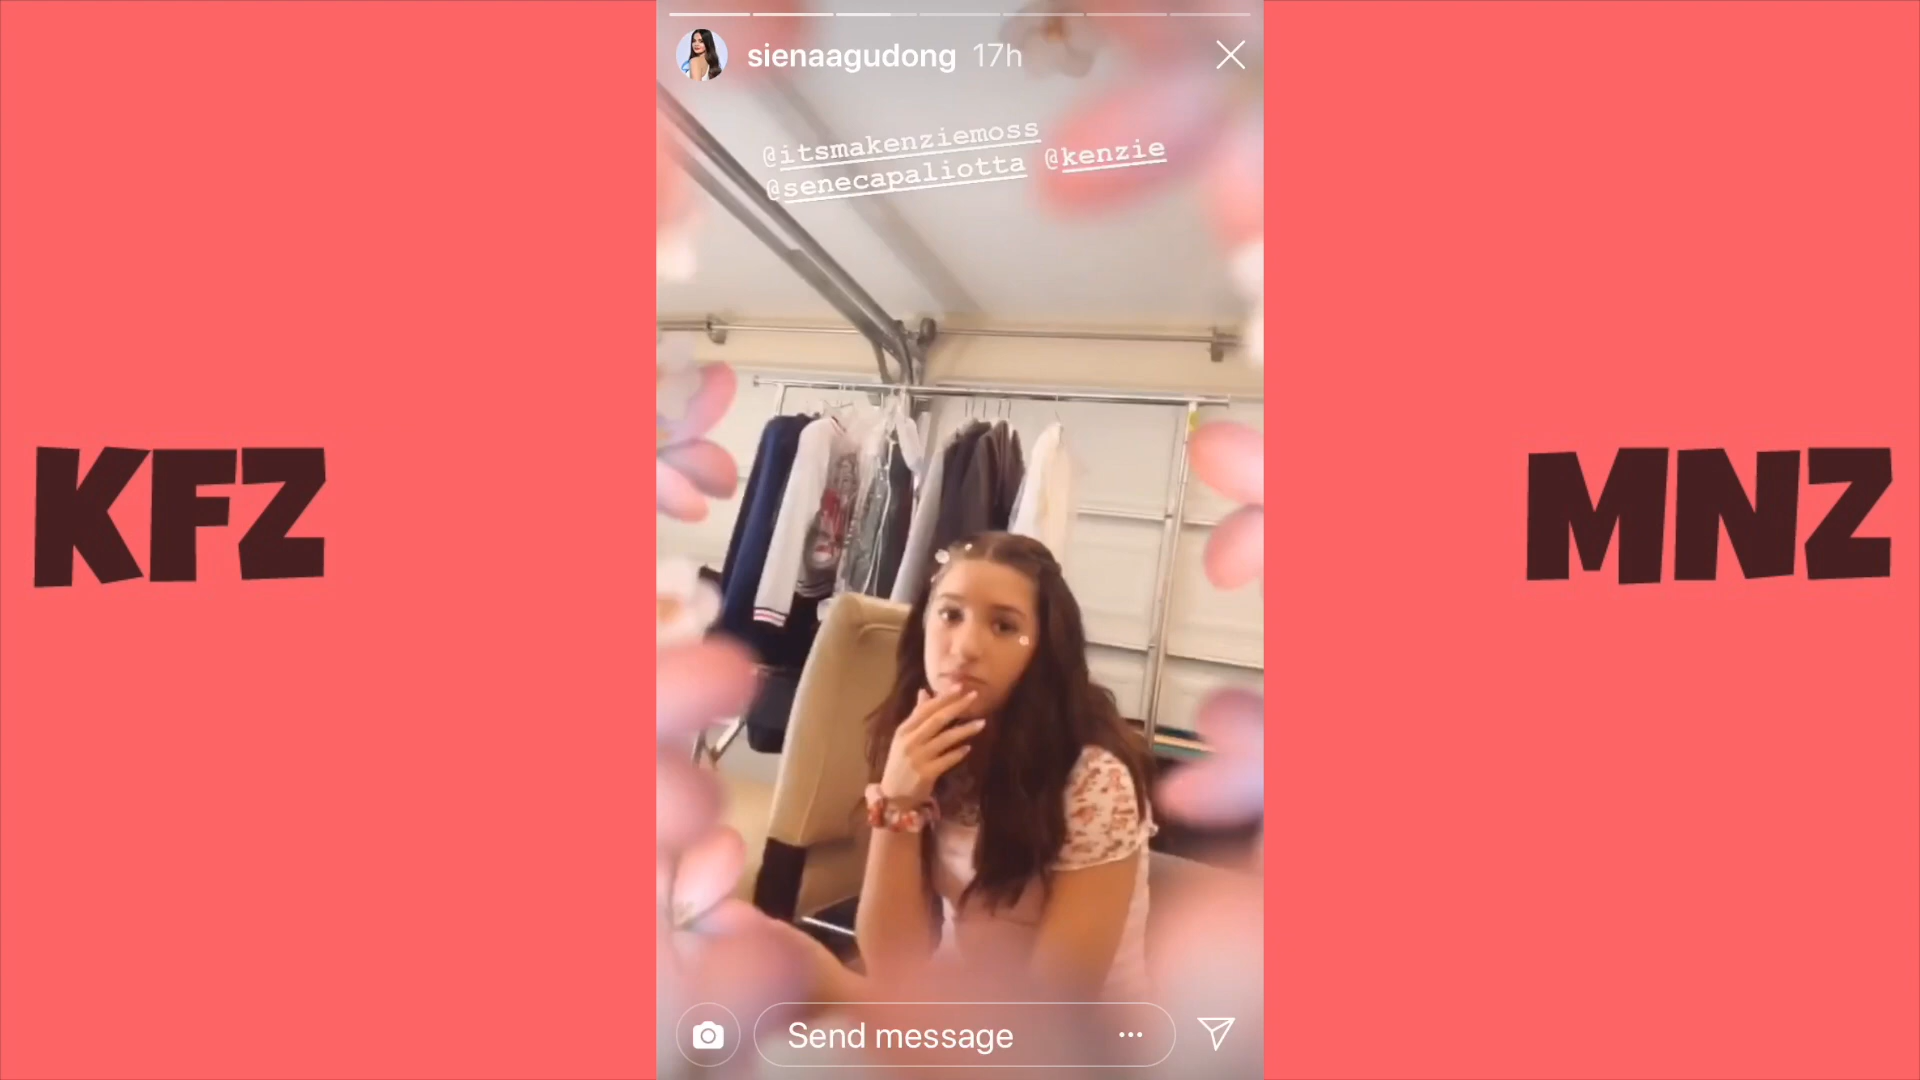 sienaagudong 17h
@itsmakenziemoss
@senecapaliotta @kenzie
KFZ
MNZ
Send message